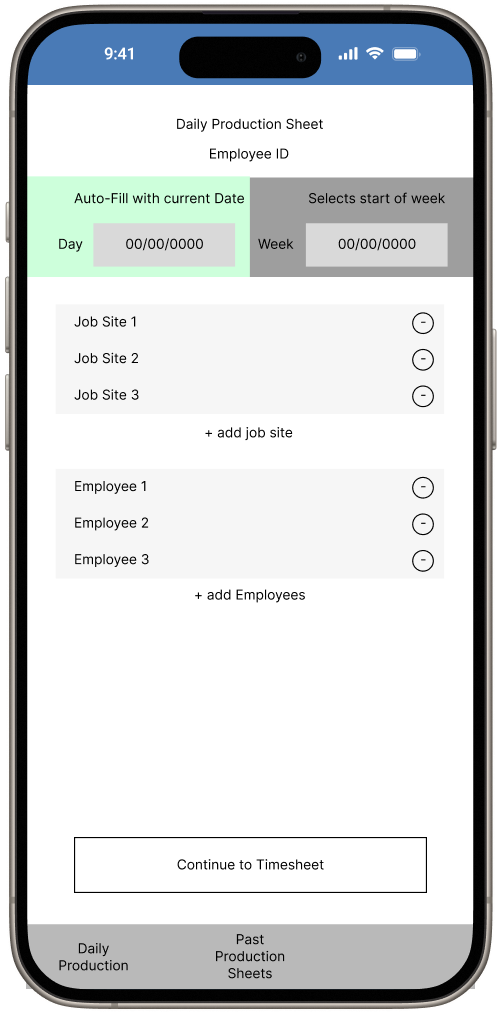 9:41
Daily Production Sheet
Employee ID
Auto-Fill with current Date
Selects start of week
Day
00/00/0000
Week
00/00/0000
Job Site 1
-
Job Site 2
-
Job Site 3
-
+ add job site
Employee 1
-
Employee 2
-
Employee 3
-
+ add Employees
Continue to Timesheet
Daily
Production
Past
Production
Sheets